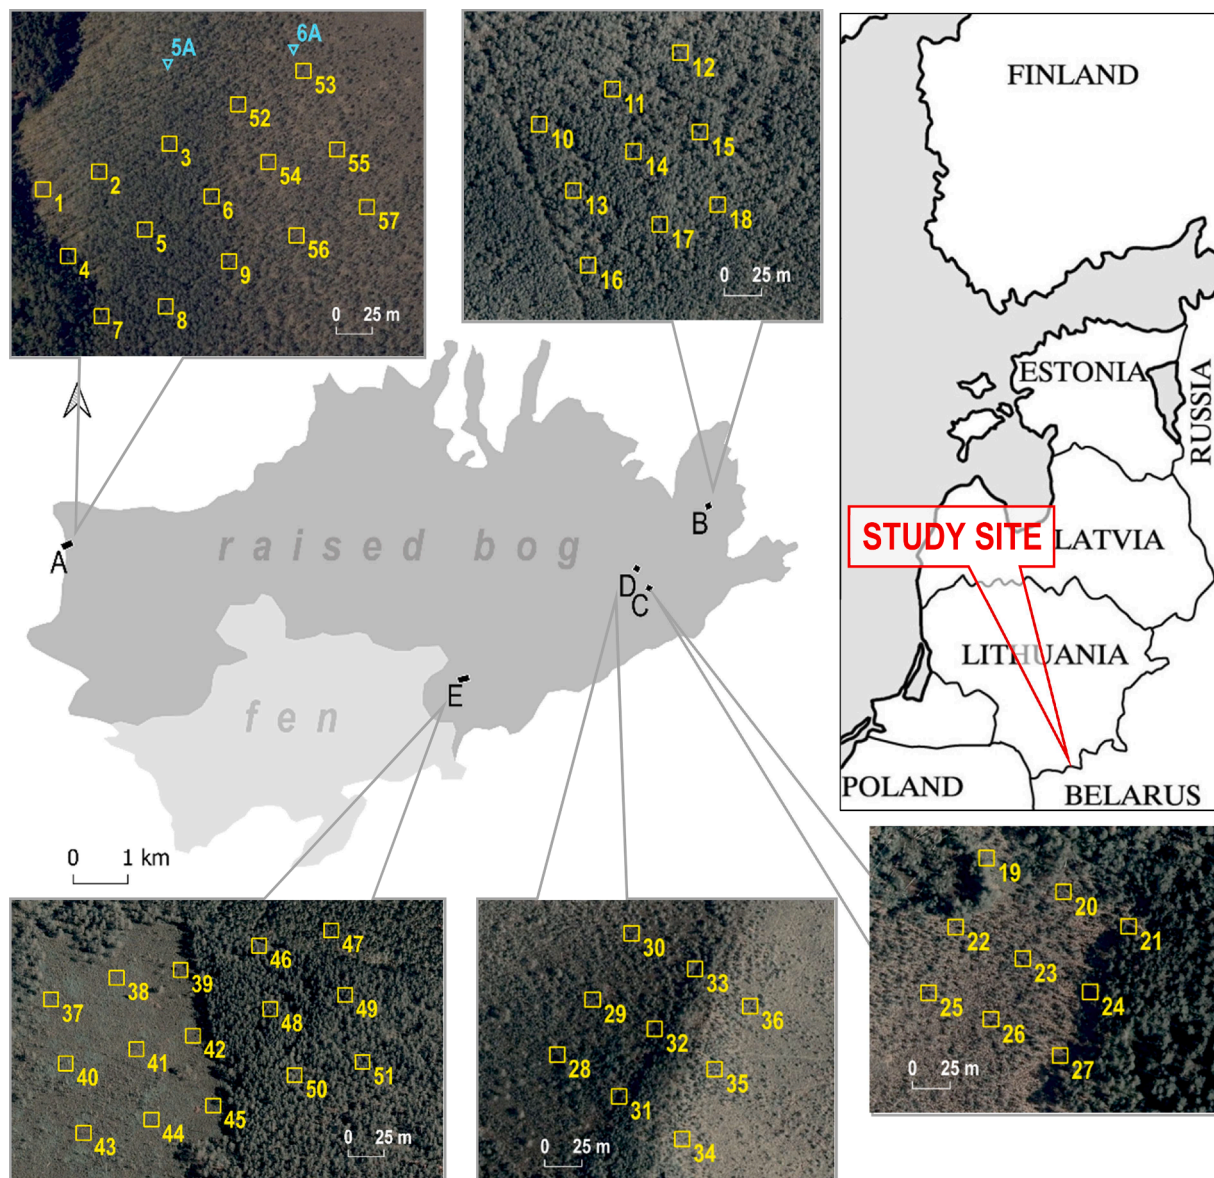 5A
6A
53
52
3
55
2
54
1
6
57
5
56
4
9
8
7
0 25 m
12
11
10
15
14
13
18
17
16
0 25 m
FINLAND
ESTONIA
RUSSIA
LATVIA
STUDY SITE
LITHUANIA
POLAND
BELARUS
raised bog
fen
A
B
D
C
E
0 1 km
47
46
39
38
37
49
48
42
41
40
51
50
45
44
43
0 25 m
30
33
29
36
32
28
35
31
34
0 25 m
19
20
22
21
23
25
24
26
27
0 25 m